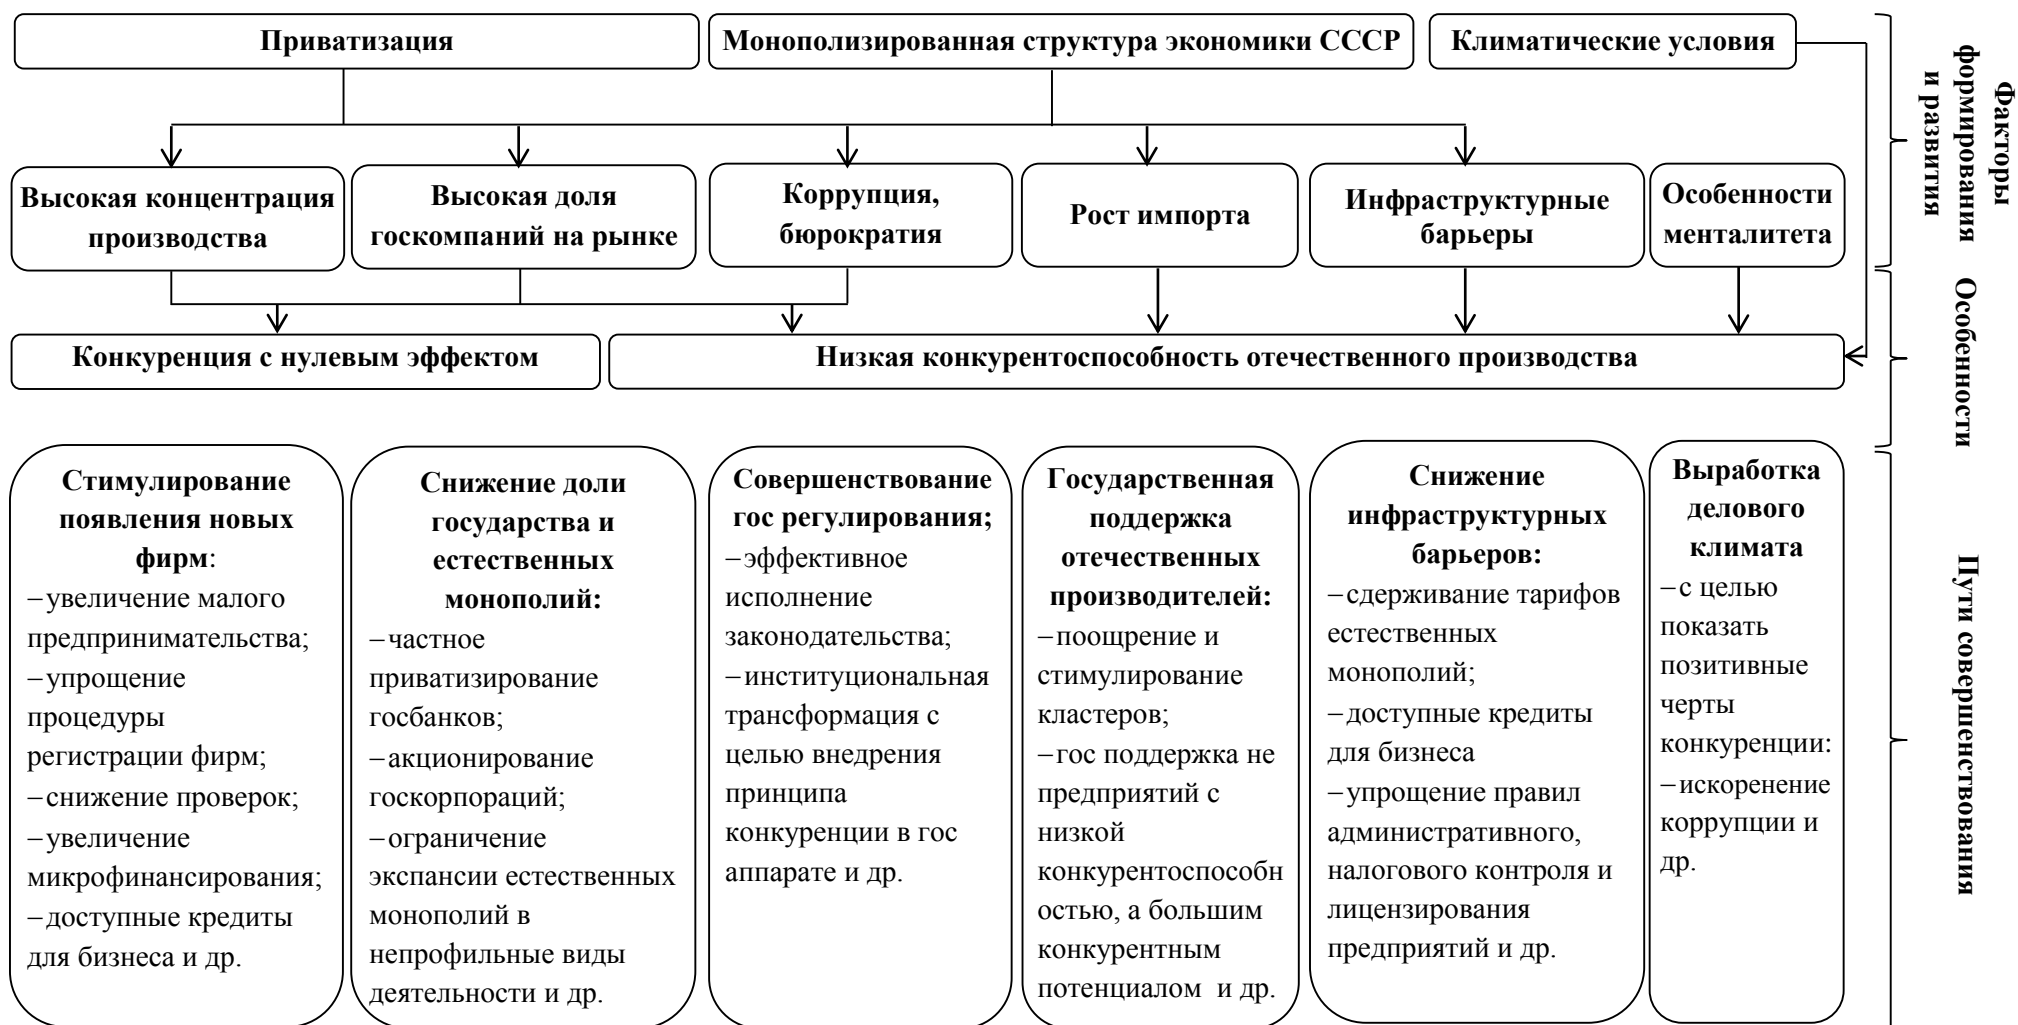 Приватизация
Монополизированная структура экономики СССР
Климатические условия
Факторы
формирования
и развития
Высокая концентрация
производства
Высокая доля
госкомпаний на рынке
Коррупция,
бюрократия
Рост импорта
Инфраструктурные
барьеры
Особенности
менталитета
Особенности
Конкуренция с нулевым эффектом
Низкая конкурентоспособность отечественного производства
Стимулирование
появления новых
фирм:
–увеличение малого
предпринимательства;
–упрощение
процедуры
регистрации фирм;
–снижение проверок;
–увеличение
микрофинансирования;
–доступные кредиты
для бизнеса и др.
Снижение доли
государства и
естественных
монополий:
–частное
приватизирование
госбанков;
–акционирование
госкорпораций;
–ограничение
экспансии естественных
монополий в
непрофильные виды
деятельности и др.
Совершенствование
гос регулирования;
–эффективное
исполнение
законодательства;
–институциональная
трансформация с
целью внедрения
принципа
конкуренции в гос
аппарате и др.
Государственная
поддержка
отечественных
производителей:
–поощрение и
стимулирование
кластеров;
–гос поддержка не
предприятий с
низкой
конкурентоспособн
остью, а большим
конкурентным
потенциалом и др.
Снижение
инфраструктурных
барьеров:
–сдерживание тарифов
естественных
монополий;
–доступные кредиты
для бизнеса
–упрощение правил
административного,
налогового контроля и
лицензирования
предприятий и др.
Выработка
делового
климата
–с целью
показать
позитивные
черты
конкуренции:
–искоренение
коррупции и
др.
Пути совершенствования